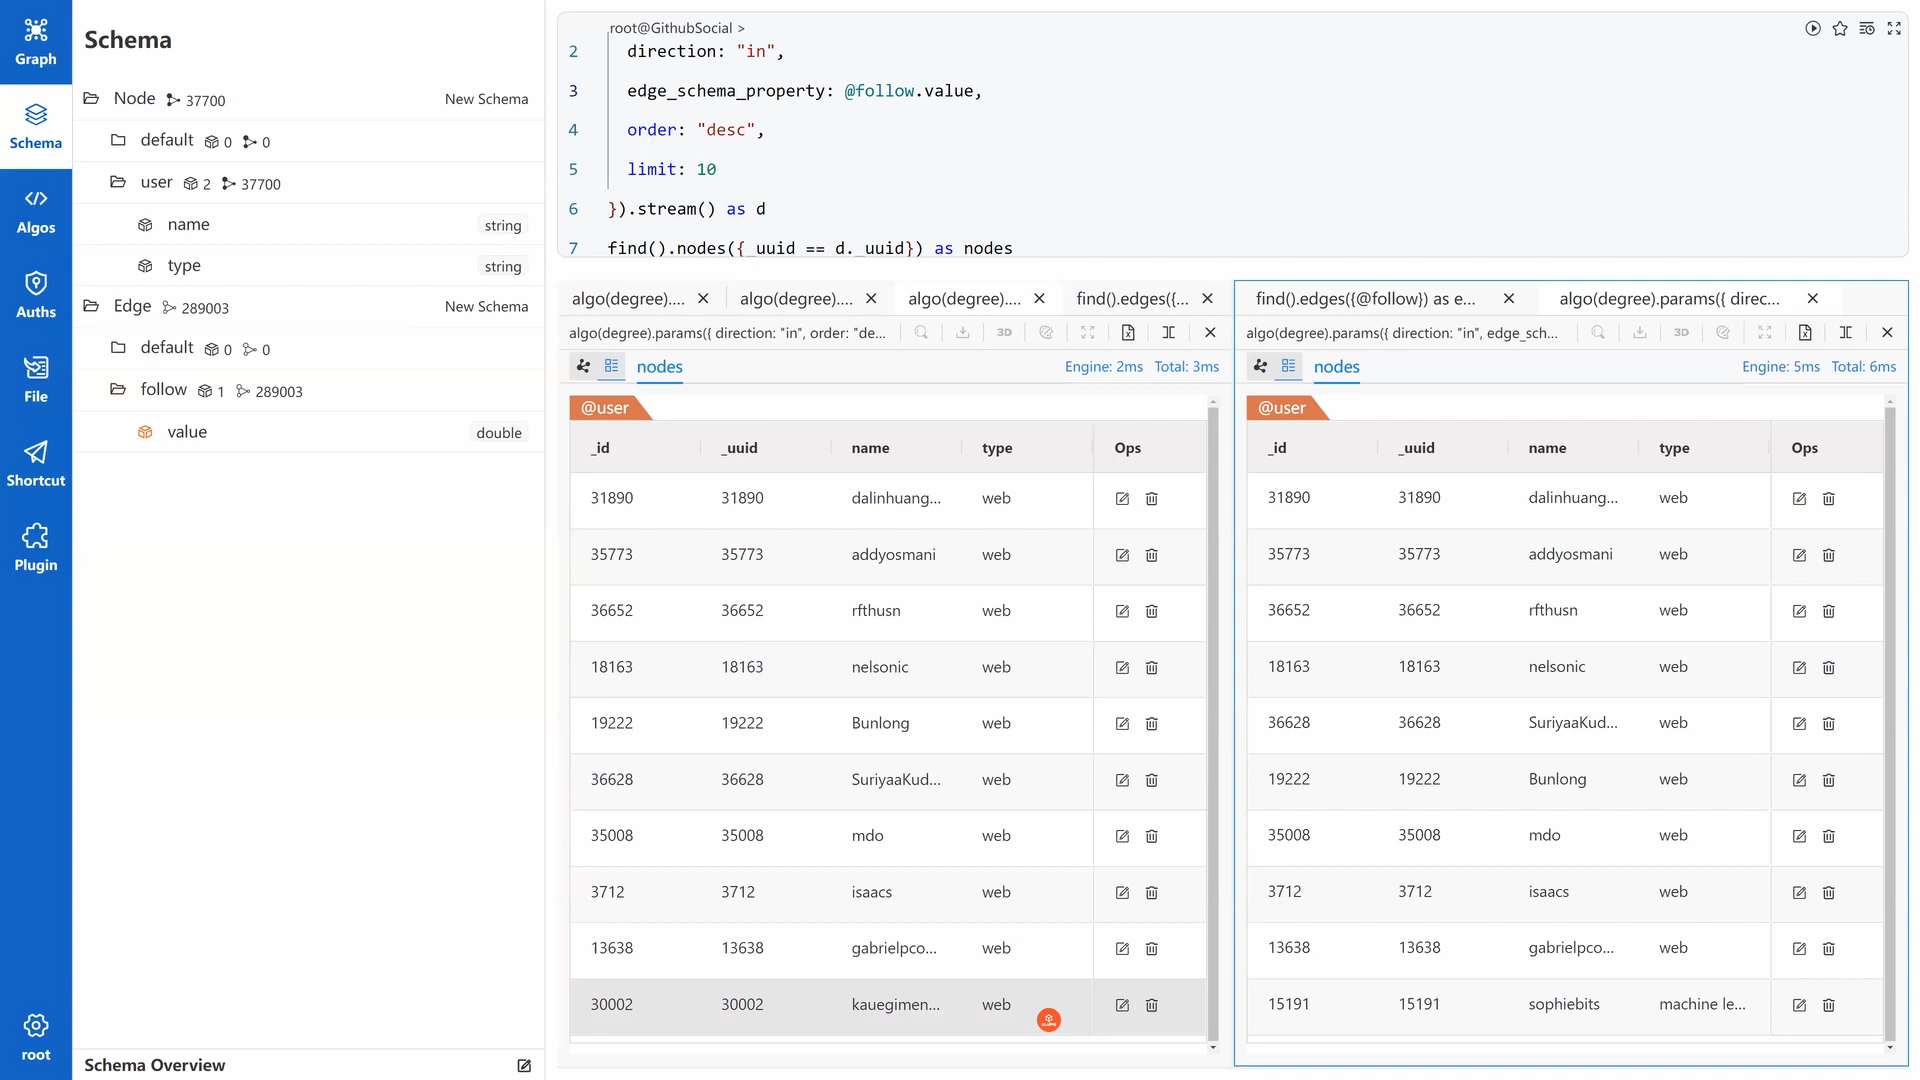 Graph
Schema
Algos
Auths
File
Shortcut
Plugin
root
Schema
Node 37700 New Schema
default 0 0
user 2 37700
name string
type string
Edge 289003 New Schema
default 0 0
follow 1 289003
value double
Schema Overview
root@GithubSocial >
2 direction: "in",
3 edge_schema_property: @follow.value,
4 order: "desc",
5 limit: 10
6 }).stream() as d
7 find().nodes({_uuid == d._uuid}) as nodes
algo(degree).... algo(degree).... algo(degree).... find().edges({...
algo(degree).params({ direction: "in", order: "de... 3D
nodes Engine: 2ms Total: 3ms
@user
_id _uuid name type Ops
31890 31890 dalinhuang... web
35773 35773 addyosmani web
36652 36652 rfthusn web
18163 18163 nelsonic web
19222 19222 Bunlong web
36628 36628 SuriyaaKud... web
35008 35008 mdo web
3712 3712 isaacs web
13638 13638 gabrielpco... web
30002 30002 kauegimen... web
find().edges({@follow}) as e... algo(degree).params({ direc...
algo(degree).params({ direction: "in", edge_sch... 3D
nodes Engine: 5ms Total: 6ms
@user
_id _uuid name type Ops
31890 31890 dalinhuang... web
35773 35773 addyosmani web
36652 36652 rfthusn web
18163 18163 nelsonic web
36628 36628 SuriyaaKud... web
19222 19222 Bunlong web
35008 35008 mdo web
3712 3712 isaacs web
13638 13638 gabrielpco... web
15191 15191 sophiebits machine le...